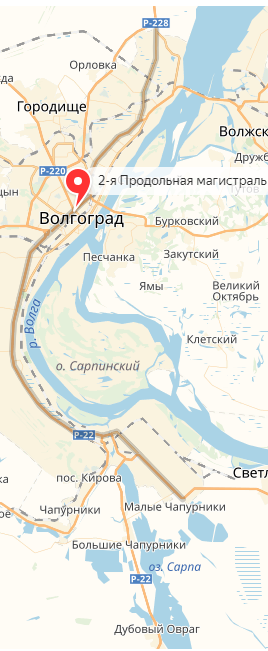 Р-228
Орловка
Городище
Волжск
Дружб
Р-220
2-я Продольная магистраль
Волгоград
Бурковский
Песчанка
Закутский
Ямы
Великий
Октябрь
р. Волга
Клетский
о. Сарпинский
Р-22
Светл
пос. Кирова
Чапурники
Малые Чапурники
Большие Чапурники
оз. Сарпа
Р-22
Дубовый Овраг